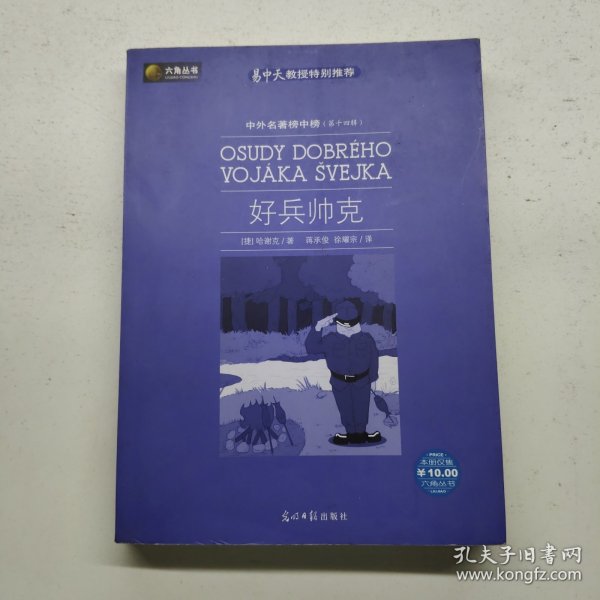 六角丛书
LIUJIAO CONGSHU
易中天教授特别推荐
中外名著榜中榜（第十四辑）
OSUDY DOBRÉHO
VOJÁKA ŠVEJKA
好兵帅克
[捷] 哈谢克/著 蒋承俊 徐耀宗/译
·PRICE·
本册仅售
￥10.00
六角丛书
LIUJIAO
光明日报出版社
孔夫子旧书网
www.kongfz.com